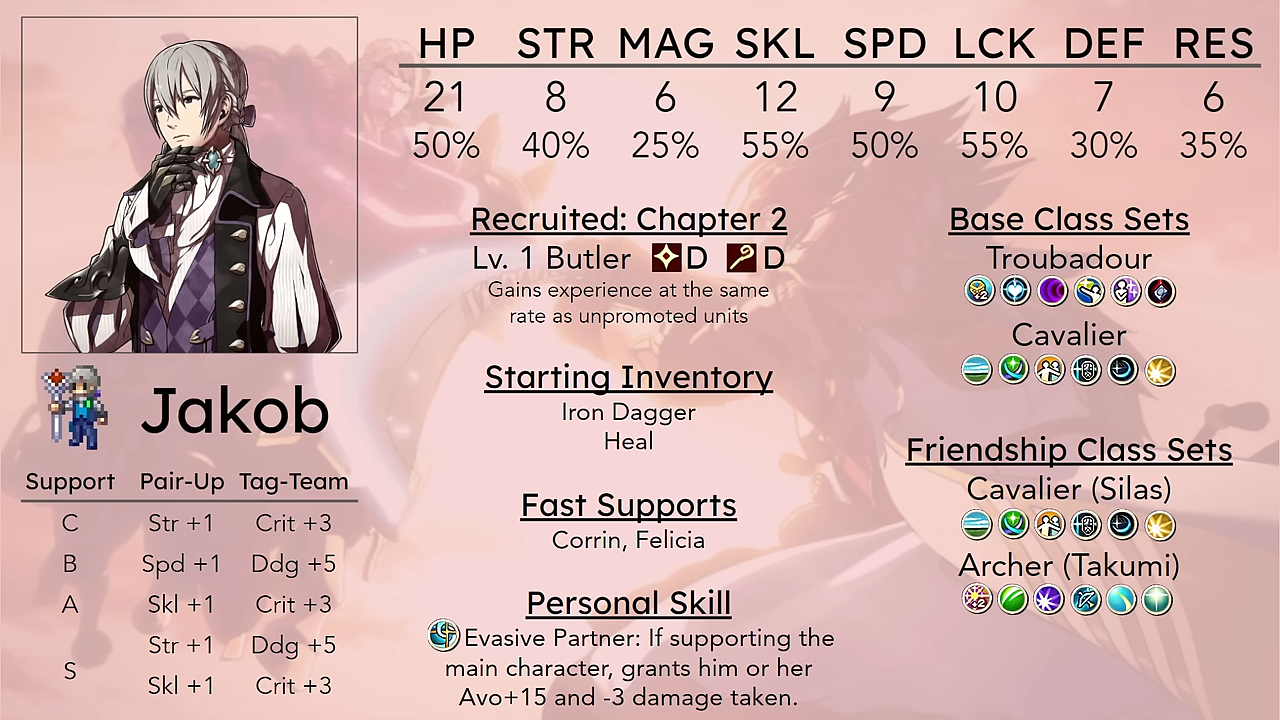 HP STR MAG SKL SPD LCK DEF RES
21 8 6 12 9 10 7 6
50% 40% 25% 55% 50% 55% 30% 35%
Jakob
Support Pair-Up Tag-Team
C Str +1 Crit +3
B Spd +1 Ddg +5
A Skl +1 Crit +3
S Str +1 Ddg +5
Skl +1 Crit +3
Recruited: Chapter 2
Lv. 1 Butler D D
Gains experience at the same
rate as unpromoted units
Starting Inventory
Iron Dagger
Heal
Fast Supports
Corrin, Felicia
Personal Skill
Evasive Partner: If supporting the
main character, grants him or her
Avo+15 and -3 damage taken.
Base Class Sets
Troubadour
Cavalier
Friendship Class Sets
Cavalier (Silas)
Archer (Takumi)